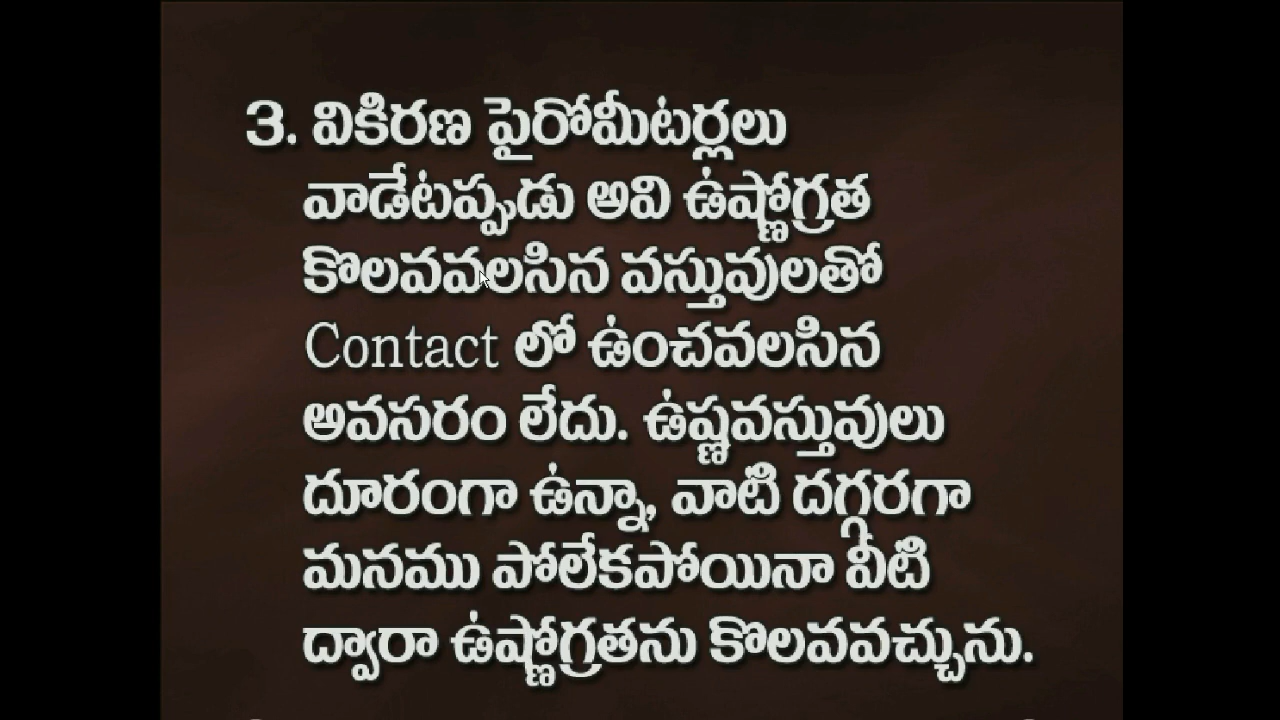 3. వికిరణ పైరోమీటర్లలు
వాడేటప్పుడు అవి ఉష్ణోగ్రత
కొలవవలసిన వస్తువులతో
Contact లో ఉంచవలసిన
అవసరం లేదు. ఉష్ణవస్తువులు
దూరంగా ఉన్నా, వాటి దగ్గరగా
మనము పోలేకపోయినా వీటి
ద్వారా ఉష్ణోగ్రతను కొలవవచ్చును.